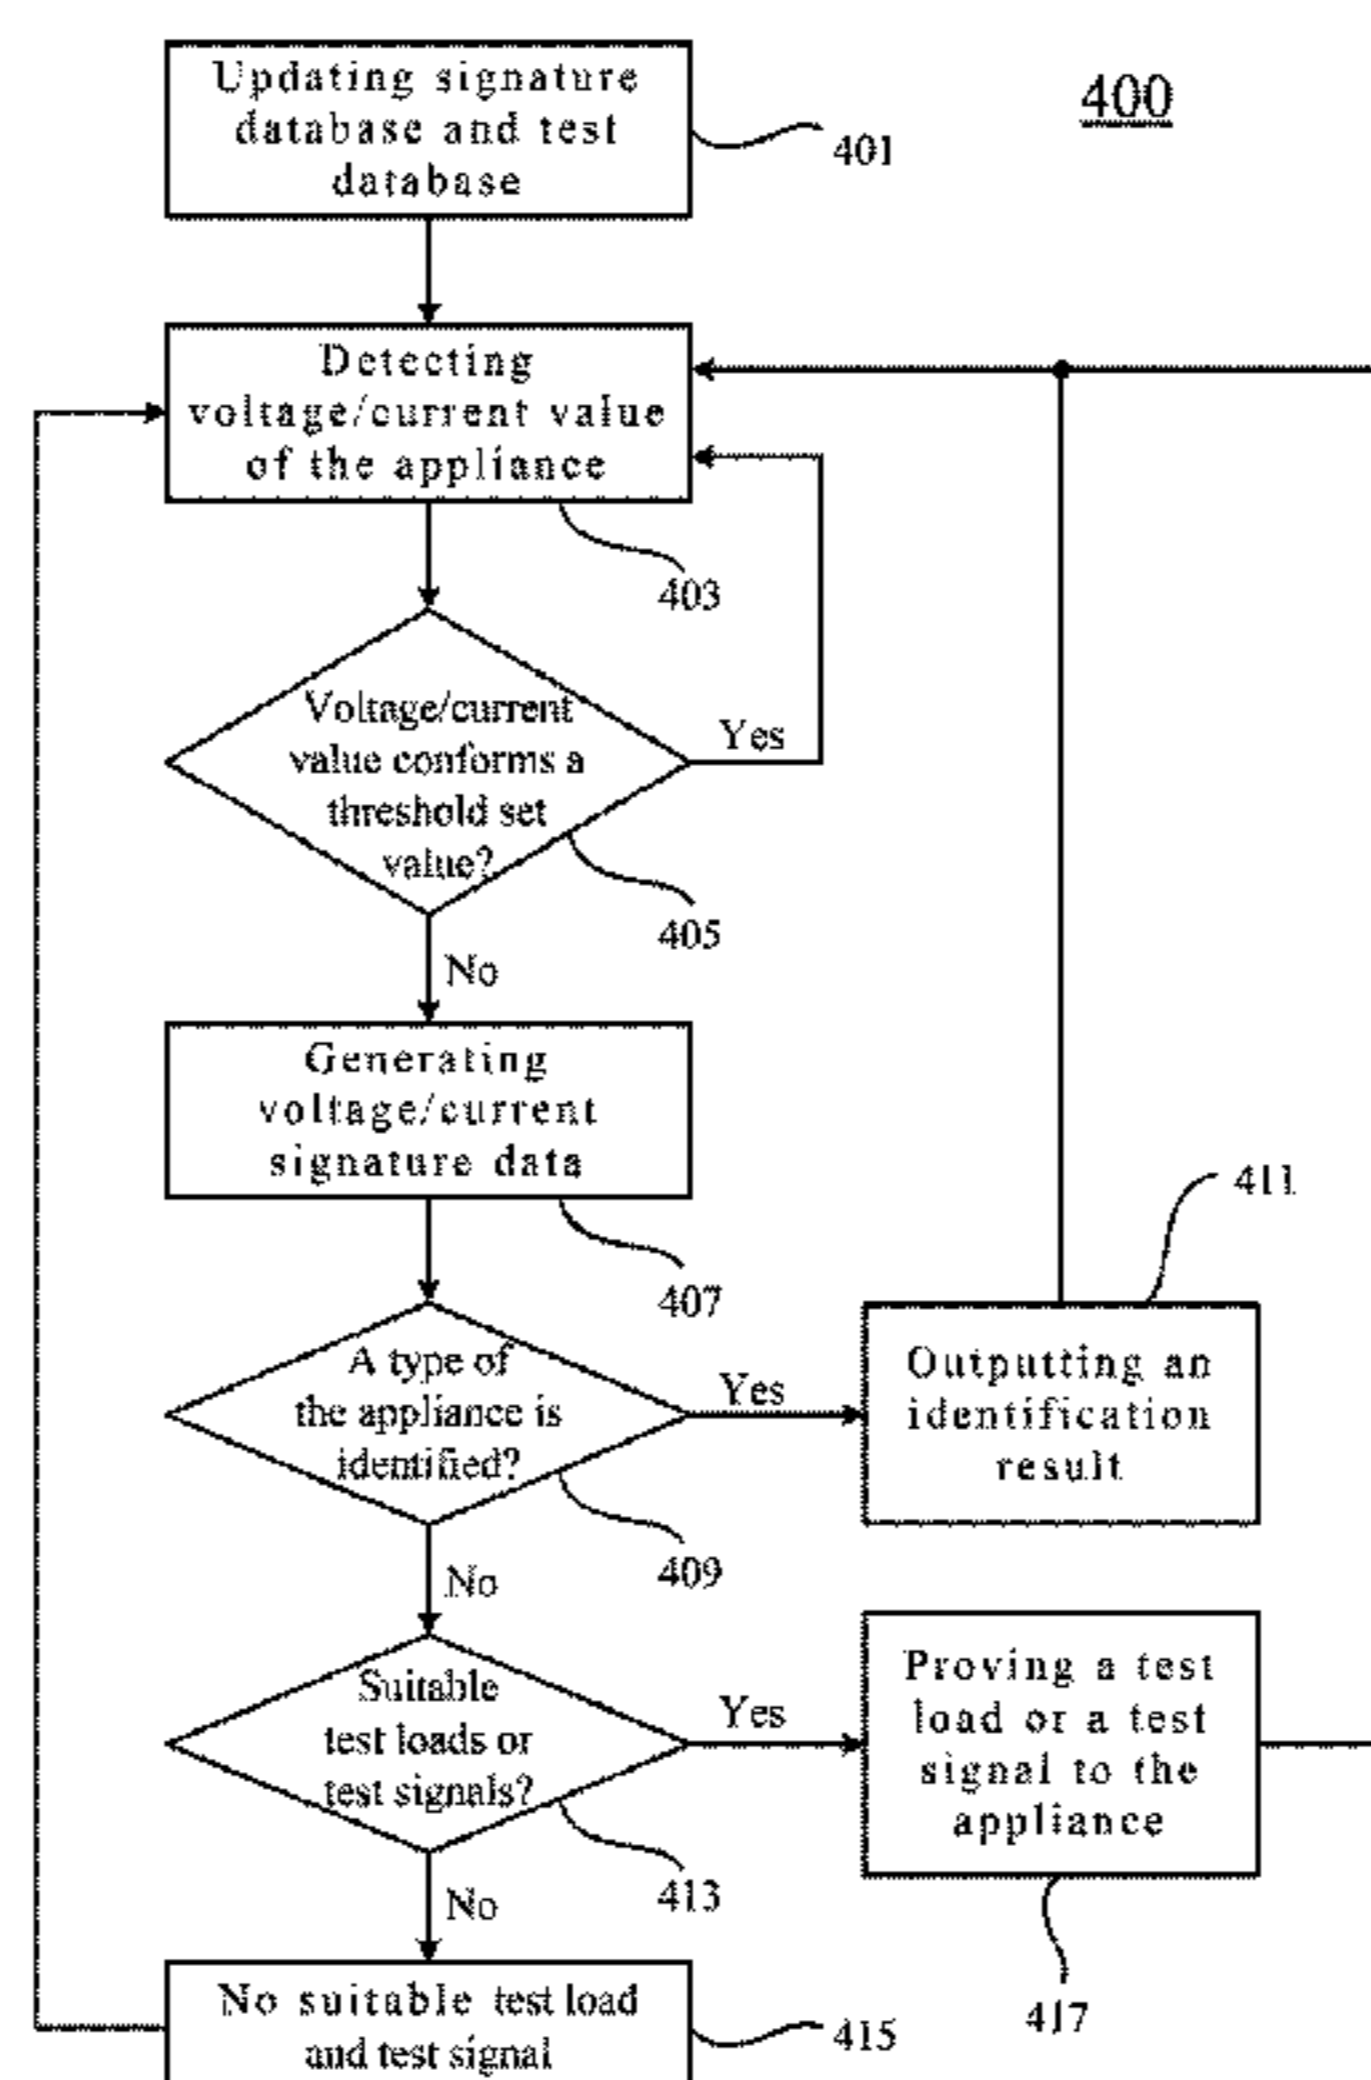 400
Updating signature
database and test
database
401
Detecting
voltage/current value
of the appliance
403
Voltage/current
value conforms a
threshold set
value?
Yes
405
No
Generating
voltage/current
signature data
407
411
A type of
the appliance is
identified?
Yes
Outputting an
identification
result
409
No
Suitable
test loads or
test signals?
Yes
Proving a test
load or a test
signal to the
appliance
413
No
417
No suitable test load
and test signal
415